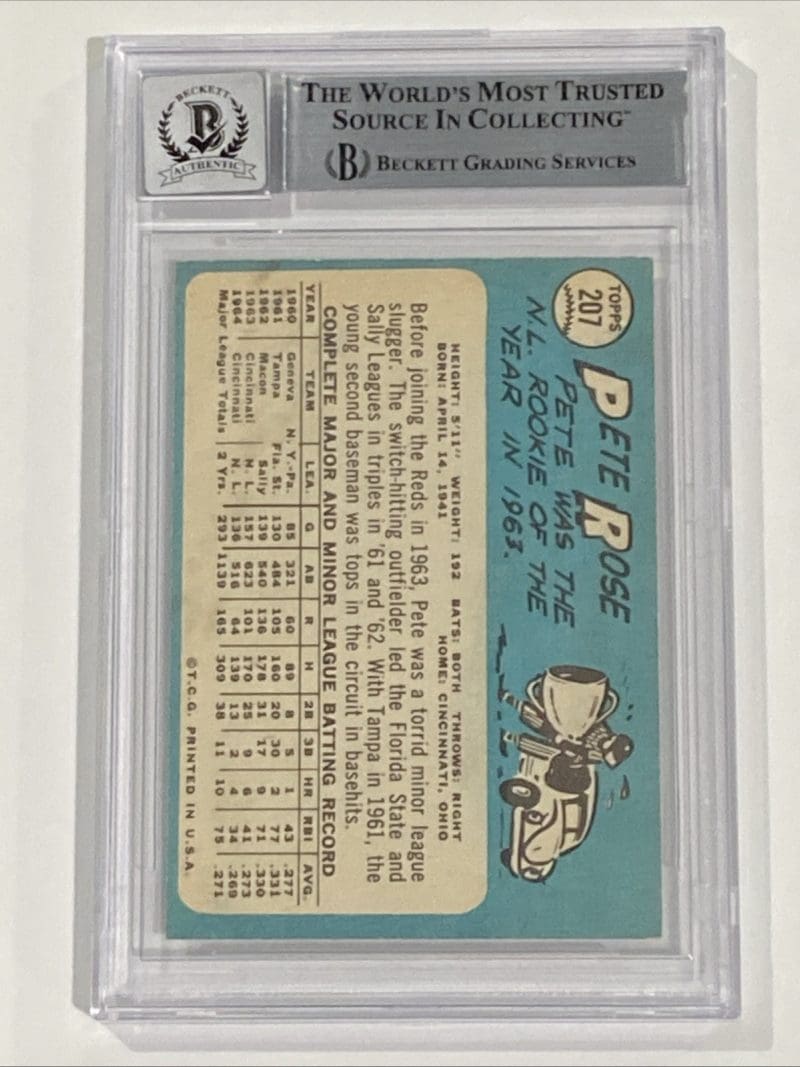 BECKETT
B
AUTHENTIC
THE WORLD'S MOST TRUSTED
SOURCE IN COLLECTING™
B BECKETT GRADING SERVICES
TOPPS
207
PETE ROSE
PETE WAS THE
N.L. ROOKIE OF THE
YEAR IN 1963.
HEIGHT: 5'11" WEIGHT: 192 BATS: BOTH THROWS: RIGHT
BORN: APRIL 14, 1941 HOME: CINCINNATI, OHIO
Before joining the Reds in 1963, Pete was a torrid minor league
slugger. The switch-hitting outfielder led the Florida State and
Sally Leagues in triples in '61 and '62. With Tampa in 1961, the
young second baseman was tops in the circuit in basehits.
COMPLETE MAJOR AND MINOR LEAGUE BATTING RECORD
YEAR TEAM LEA. G AB R H 2B 3B HR RBI AVG.
1960 Geneva N.Y.-Pa. 85 321 60 89 8 5 1 43 .277
1961 Tampa Fla. St. 130 484 105 160 20 30 2 77 .331
1962 Macon Sally 139 540 136 178 31 17 9 71 .330
1963 Cincinnati N.L. 157 623 101 170 25 9 6 41 .273
1964 Cincinnati N.L. 136 516 64 139 13 2 4 34 .269
Major League Totals 2 Yrs. 293 1139 165 309 38 11 10 75 .271
©T.C.G. PRINTED IN U.S.A.